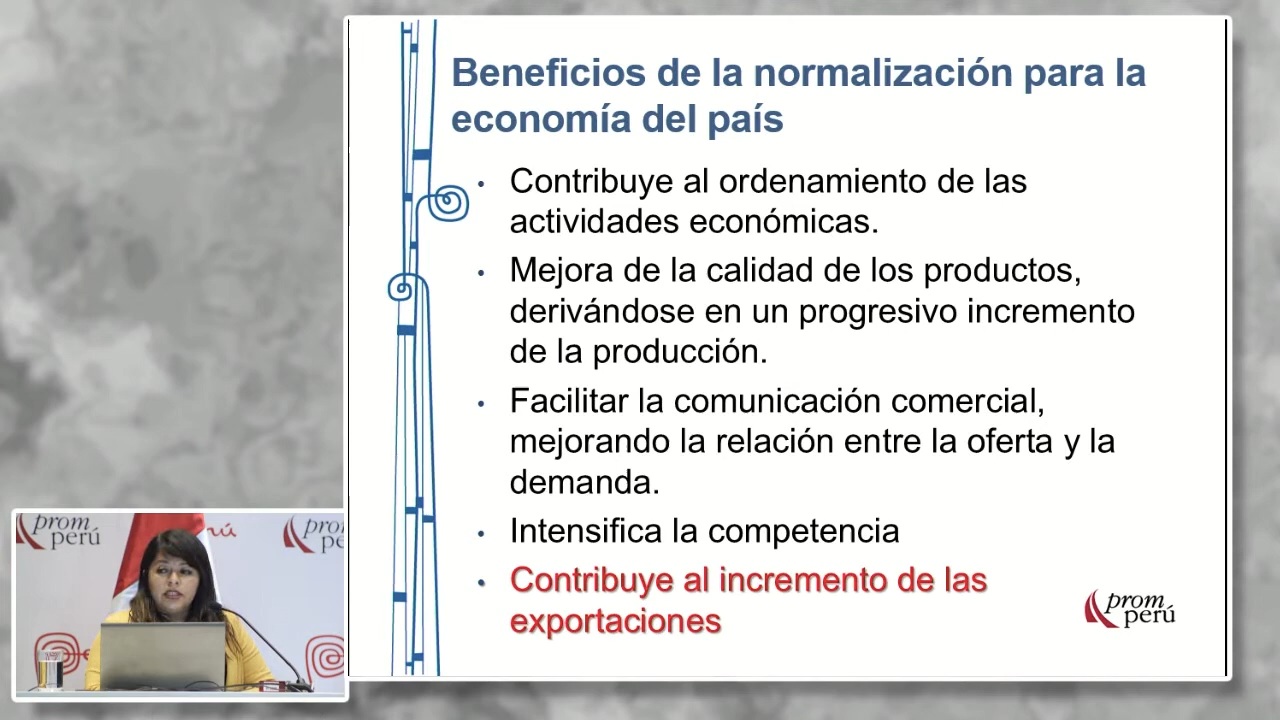 Beneficios de la normalización para la
economía del país
• Contribuye al ordenamiento de las
actividades económicas.
• Mejora de la calidad de los productos,
derivándose en un progresivo incremento
de la producción.
• Facilitar la comunicación comercial,
mejorando la relación entre la oferta y la
demanda.
• Intensifica la competencia
• Contribuye al incremento de las
exportaciones
prom
perú
prom
perú